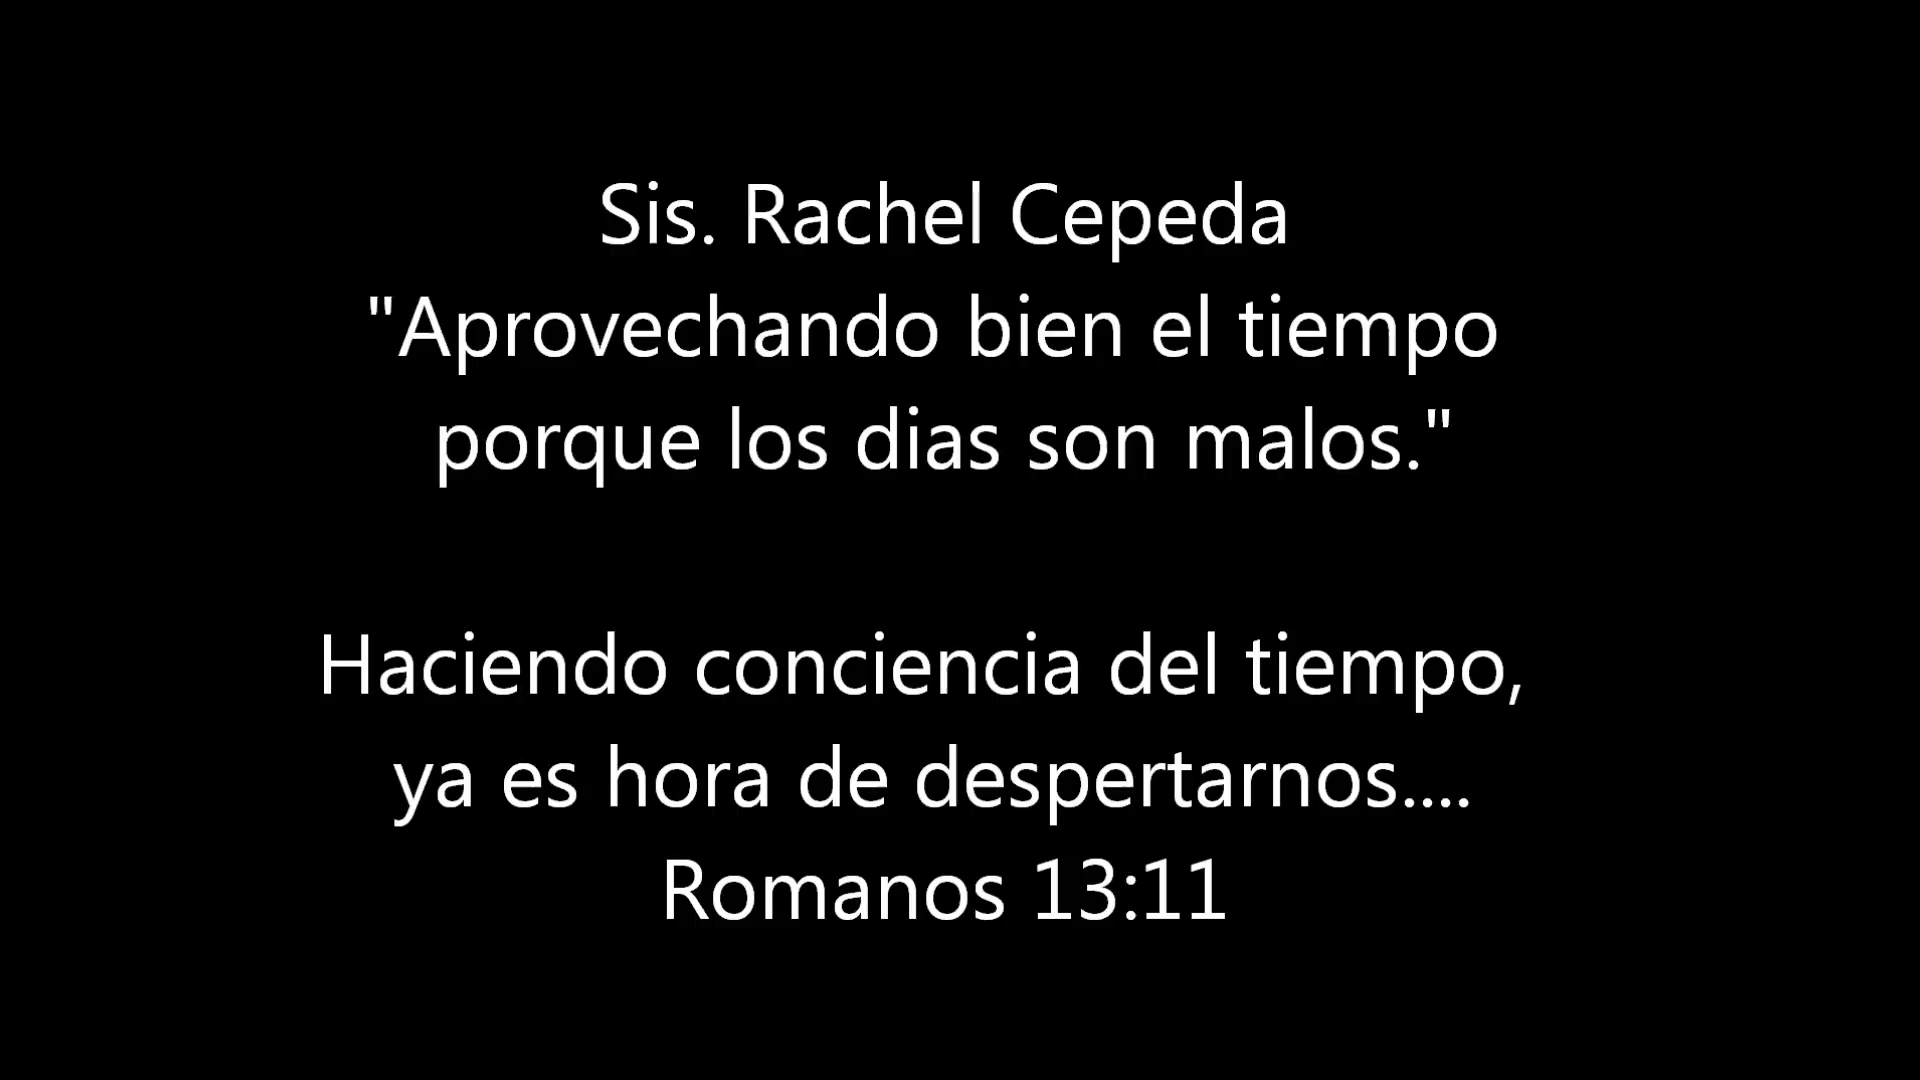 Sis. Rachel Cepeda
"Aprovechando bien el tiempo
porque los dias son malos."
Haciendo conciencia del tiempo,
ya es hora de despertarnos....
Romanos 13:11